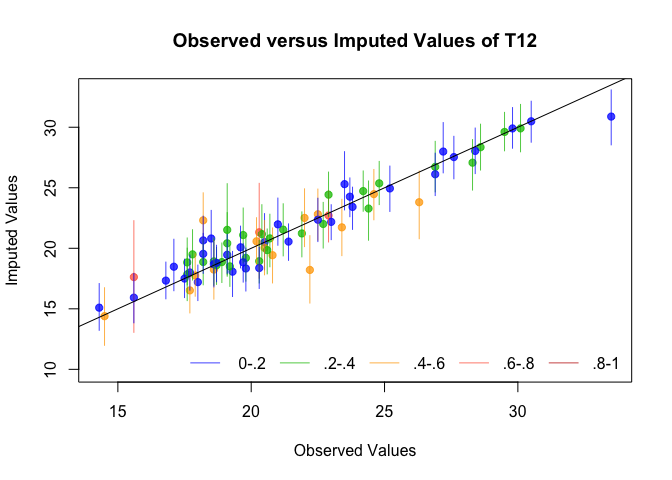 Observed versus Imputed Values of T12
Imputed Values
30
25
20
15
10
0-.2 .2-.4 .4-.6 .6-.8 .8-1
15 20 25 30
Observed Values